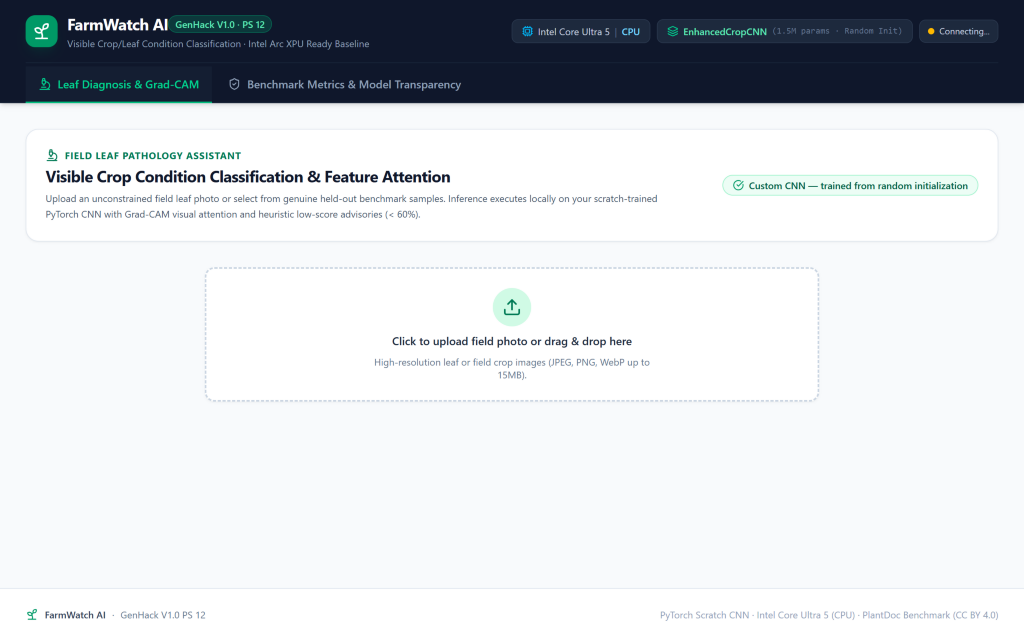 FarmWatch AI GenHack V1.0 · PS 12
Visible Crop/Leaf Condition Classification · Intel Arc XPU Ready Baseline
Intel Core Ultra 5 | CPU
EnhancedCropCNN (1.5M params · Random Init)
Connecting...
Leaf Diagnosis & Grad-CAM
Benchmark Metrics & Model Transparency
FIELD LEAF PATHOLOGY ASSISTANT
Visible Crop Condition Classification & Feature Attention
Upload an unconstrained field leaf photo or select from genuine held-out benchmark samples. Inference executes locally on your scratch-trained
PyTorch CNN with Grad-CAM visual attention and heuristic low-score advisories (< 60%).
Custom CNN — trained from random initialization
Click to upload field photo or drag & drop here
High-resolution leaf or field crop images (JPEG, PNG, WebP up to
15MB).
FarmWatch AI · GenHack V1.0 PS 12
PyTorch Scratch CNN · Intel Core Ultra 5 (CPU) · PlantDoc Benchmark (CC BY 4.0)